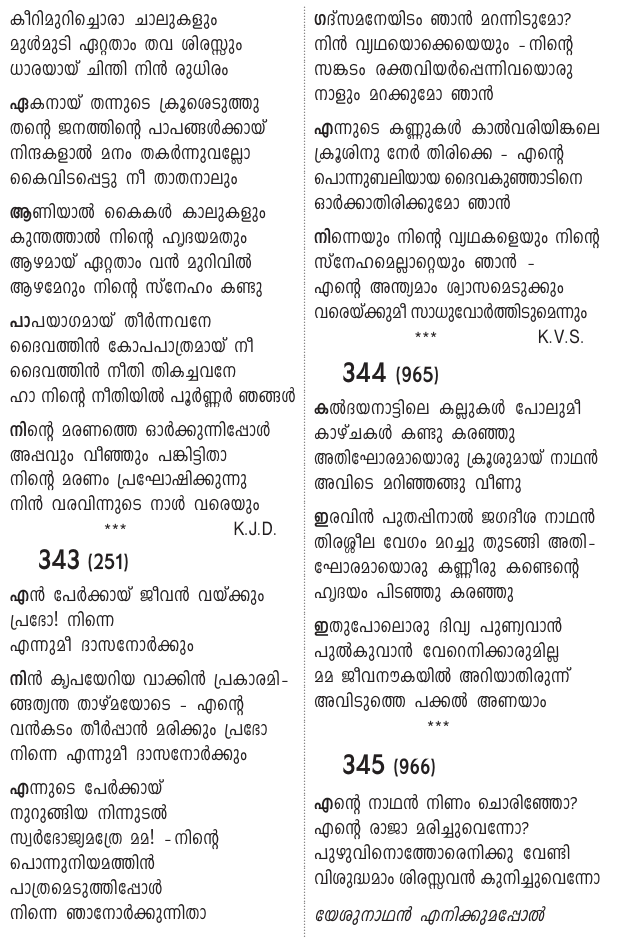 കീറിമുറിച്ചൊരാ ചാലുകളും
മുൾമുടി ഏറ്റതാം തവ ശിരസ്സും
ധാരയായ് ചിന്തി നിൻ രുധിരം
ഏകനായ് തന്നുടെ ക്രൂശെടുത്തു
തന്റെ ജനത്തിന്റെ പാപങ്ങൾക്കായ്
നിന്ദകളാൽ മനം തകർന്നുവല്ലോ
കൈവിടപ്പെട്ടു നീ താതനാലും
ആണിയാൽ കൈകൾ കാലുകളും
കുന്തത്താൽ നിന്റെ ഹൃദയമതും
ആഴമായ് ഏറ്റതാം വൻ മുറിവിൽ
ആഴമേറും നിന്റെ സ്നേഹം കണ്ടു
പാപയാഗമായ് തീർന്നവനേ
ദൈവത്തിൻ കോപപാത്രമായ് നീ
ദൈവത്തിൻ നീതി തികച്ചവനേ
ഹാ നിന്റെ നീതിയിൽ പൂർണ്ണർ ഞങ്ങൾ
നിന്റെ മരണത്തെ ഓർക്കുന്നിപ്പോൾ
അപ്പവും വീഞ്ഞും പങ്കിട്ടിതാ
നിന്റെ മരണം പ്രഘോഷിക്കുന്നു
നിൻ വരവിന്നുടെ നാൾ വരെയും
*** K.J.D.
343 (251)
എൻ പേർക്കായ് ജീവൻ വയ്ക്കും
പ്രഭോ! നിന്നെ
എന്നുമീ ദാസനോർക്കും
നിൻ കൃപയേറിയ വാക്കിൻ പ്രകാരമി-
ങ്ങത്യന്ത താഴ്മയോടെ - എന്റെ
വൻകടം തീർപ്പാൻ മരിക്കും പ്രഭോ
നിന്നെ എന്നുമീ ദാസനോർക്കും
എന്നുടെ പേർക്കായ്
നുറുങ്ങിയ നിന്നുടൽ
സ്വർഭോജ്യമത്രേ മമ! -നിന്റെ
പൊന്നുനിയമത്തിൻ
പാത്രമെടുത്തിപ്പോൾ
നിന്നെ ഞാനോർക്കുന്നിതാ
ഗദ്സമനേയിടം ഞാൻ മറന്നിടുമോ?
നിൻ വ്യഥയൊക്കെയെയും -നിന്റെ
സങ്കടം രക്തവിയർപ്പെന്നിവയൊരു
നാളും മറക്കുമോ ഞാൻ
എന്നുടെ കണ്ണുകൾ കാൽവരിയിങ്കലെ
ക്രൂശിനു നേർ തിരിക്കെ - എന്റെ
പൊന്നുബലിയായ ദൈവകുഞ്ഞാടിനെ
ഓർക്കാതിരിക്കുമോ ഞാൻ
നിന്നെയും നിന്റെ വ്യഥകളെയും നിന്റെ
സ്നേഹമെല്ലാറ്റെയും ഞാൻ -
എന്റെ അന്ത്യമാം ശ്വാസമെടുക്കും
വരെയ്ക്കുമീ സാധുവോർത്തിടുമെന്നും
*** K.V.S.
344 (965)
കൽദയനാട്ടിലെ കല്ലുകൾ പോലുമീ
കാഴ്ചകൾ കണ്ടു കരഞ്ഞു
അതിഘോരമായൊരു ക്രൂശുമായ് നാഥൻ
അവിടെ മറിഞ്ഞങ്ങു വീണു
ഇരവിൻ പുതപ്പിനാൽ ജഗദീശ നാഥൻ
തിരശ്ശീല വേഗം മറച്ചു തുടങ്ങി അതി-
ഘോരമായൊരു കണ്ണീരു കണ്ടെന്റെ
ഹൃദയം പിടഞ്ഞു കരഞ്ഞു
ഇതുപോലൊരു ദിവ്യ പുണ്യവാൻ
പുൽകുവാൻ വേറെനിക്കാരുമില്ല
മമ ജീവനൗകയിൽ അറിയാതിരുന്ന്
അവിടുത്തെ പക്കൽ അണയാം
***
345 (966)
എന്റെ നാഥൻ നിണം ചൊരിഞ്ഞോ?
എന്റെ രാജാ മരിച്ചുവെന്നോ?
പുഴുവിനൊത്തോരെനിക്കു വേണ്ടി
വിശുദ്ധമാം ശിരസ്സവൻ കുനിച്ചുവെന്നോ
യേശുനാഥൻ എനിക്കുമപ്പോൽ